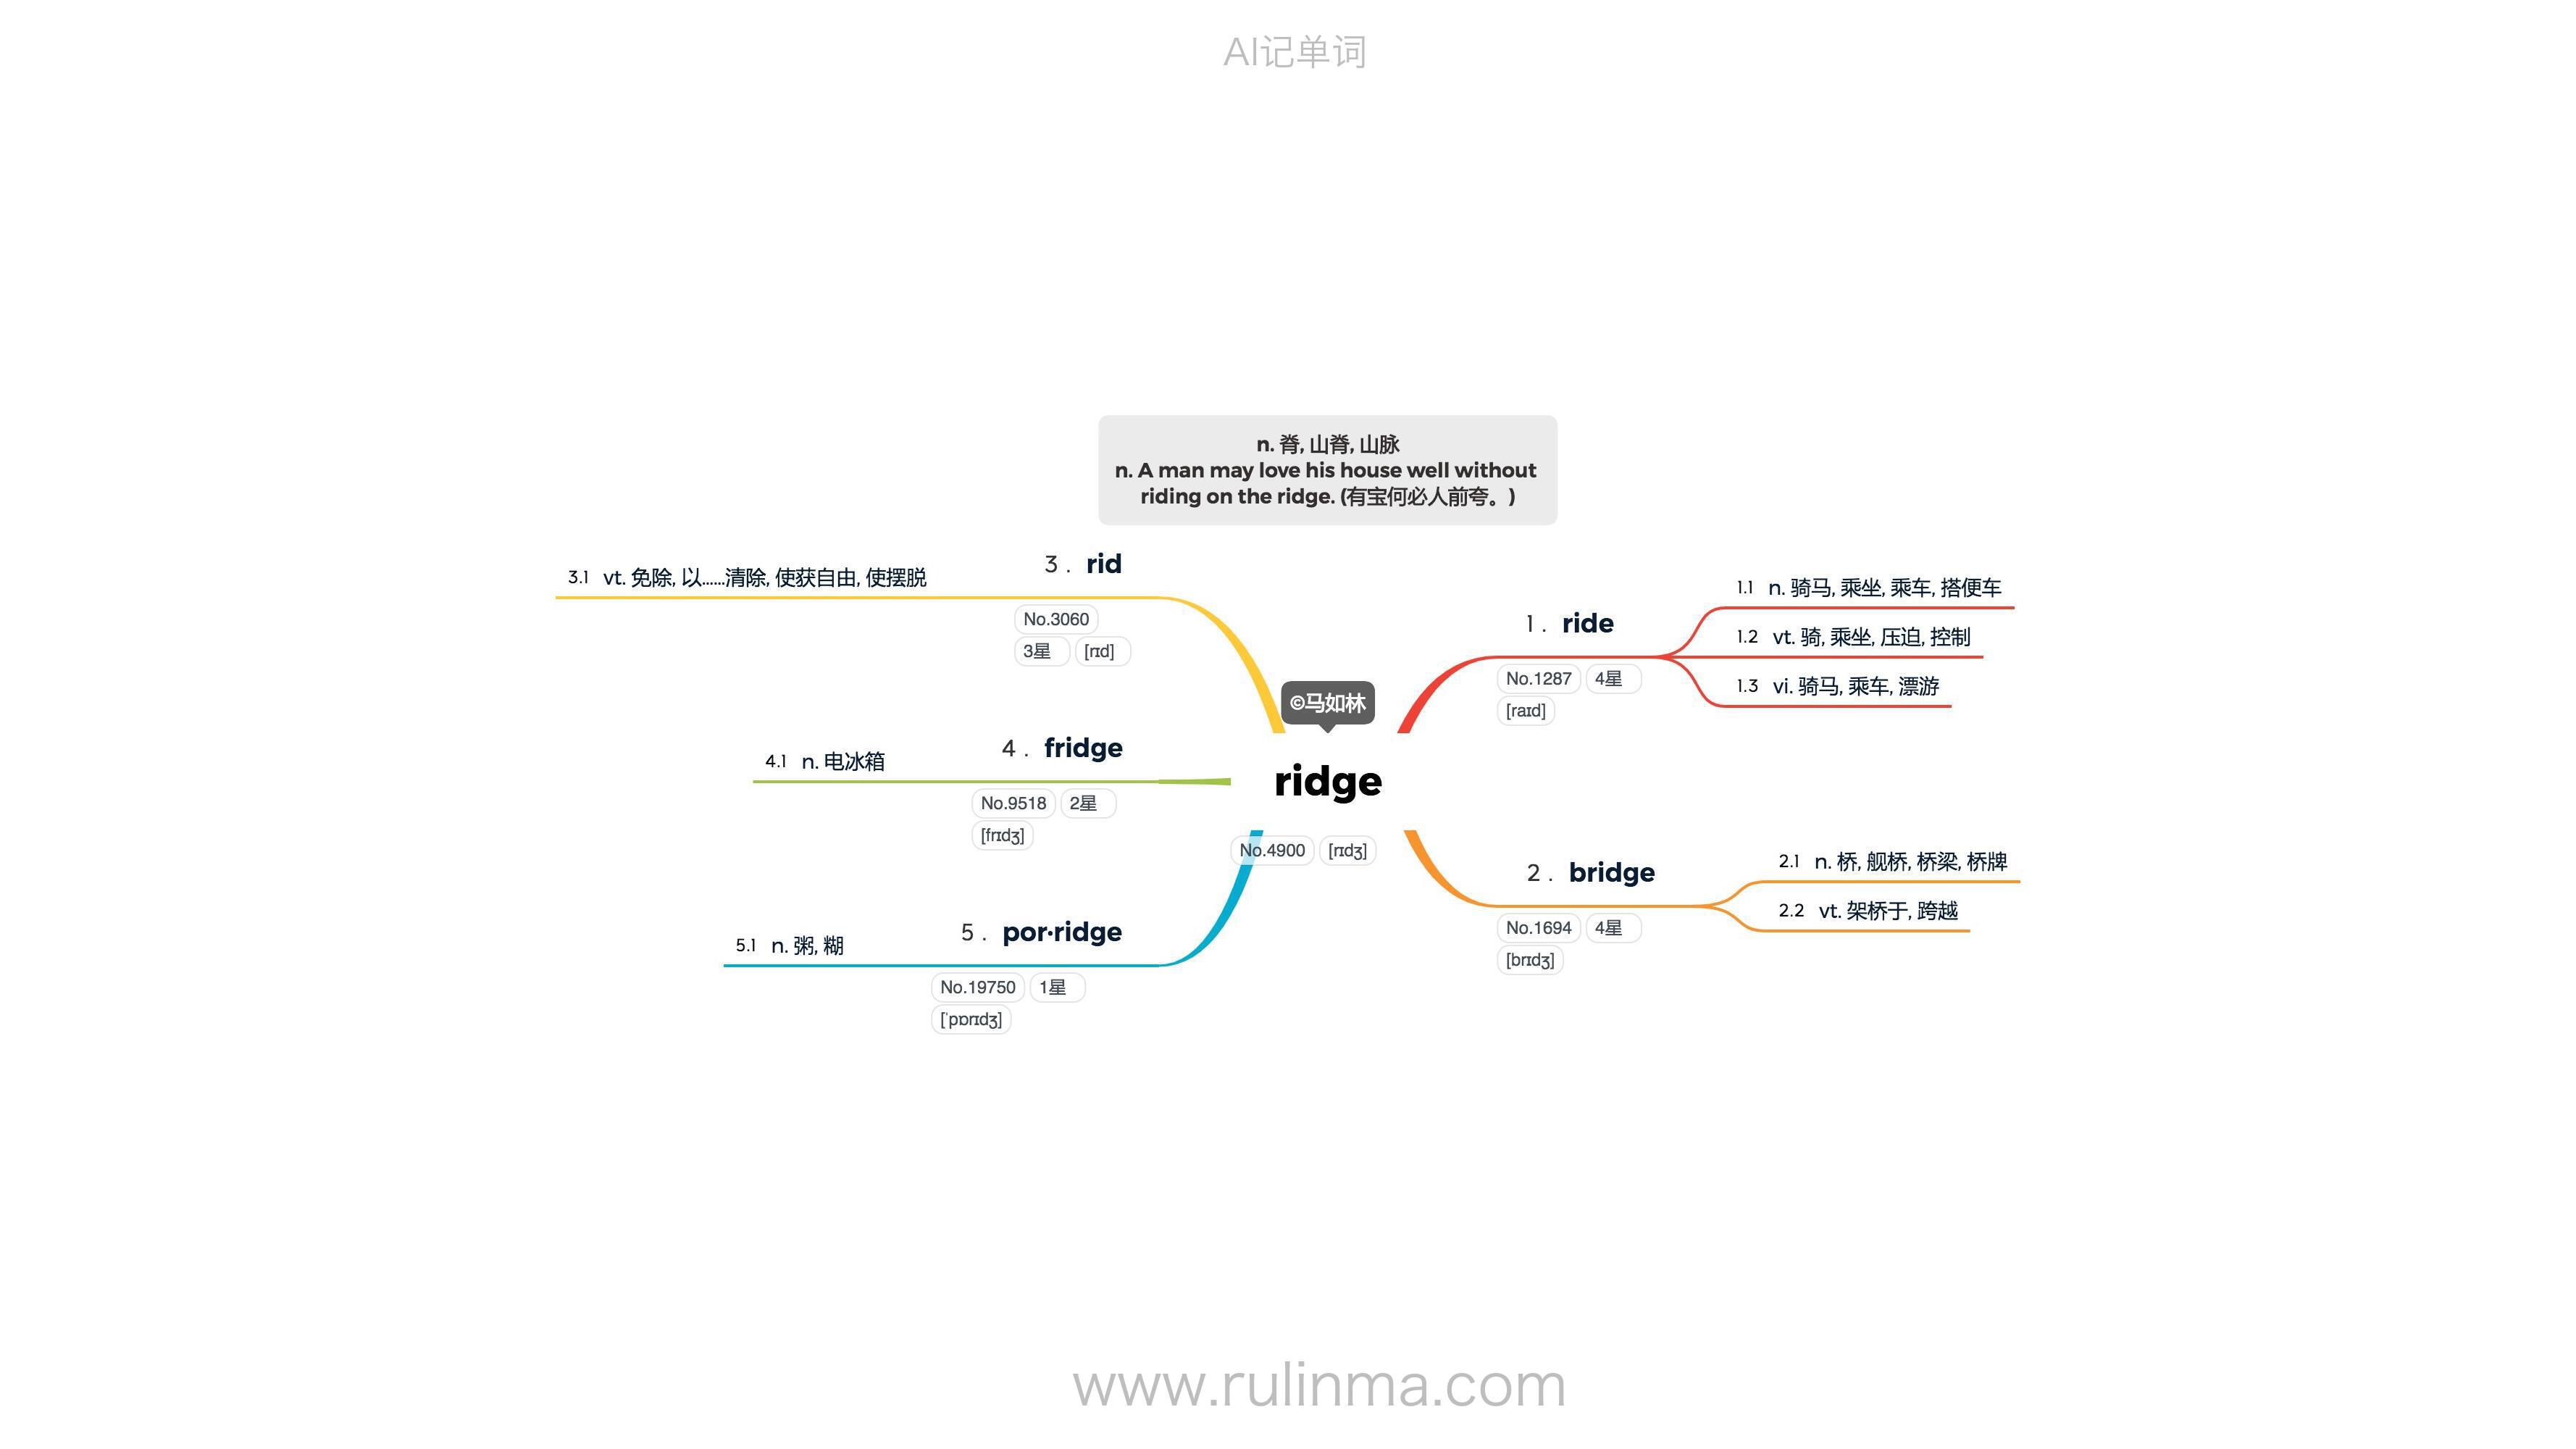 AI记单词
n. 脊, 山脊, 山脉
n. A man may love his house well without
riding on the ridge. (有宝何必人前夸。)
©马如林
ridge
No.4900 [rɪdʒ]
1 . ride
No.1287 4星
[raɪd]
1.1 n. 骑马, 乘坐, 乘车, 搭便车
1.2 vt. 骑, 乘坐, 压迫, 控制
1.3 vi. 骑马, 乘车, 漂游
2 . bridge
No.1694 4星
[brɪdʒ]
2.1 n. 桥, 舰桥, 桥梁, 桥牌
2.2 vt. 架桥于, 跨越
3 . rid
No.3060
3星 [rɪd]
3.1 vt. 免除, 以......清除, 使获自由, 使摆脱
4 . fridge
No.9518 2星
[frɪdʒ]
4.1 n. 电冰箱
5 . por·ridge
No.19750 1星
[ˈpɒrɪdʒ]
5.1 n. 粥, 糊
www.rulinma.com